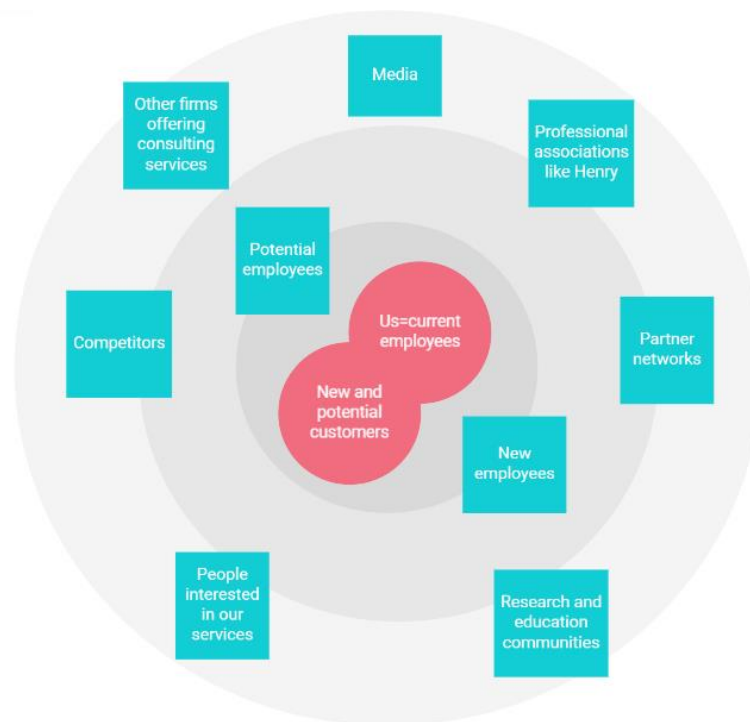 Media
Other firms
offering
consulting
services
Professional
associations
like Henry
Potential
employees
Us=current
employees
Competitors
Partner
networks
New and
potential
customers
New
employees
People
interested
in our
services
Research and
education
communities